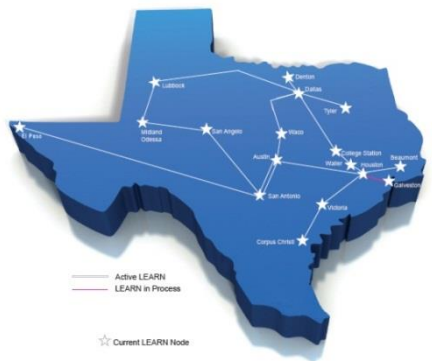 Denton
Lubbock
Dallas
Tyler
El Paso
Midland
Odessa
San Angelo
Waco
College Station
Austin
Waller
Houston
Beaumont
Galveston
San Antonio
Victoria
Corpus Christi
Active LEARN
LEARN in Process
Current LEARN Node